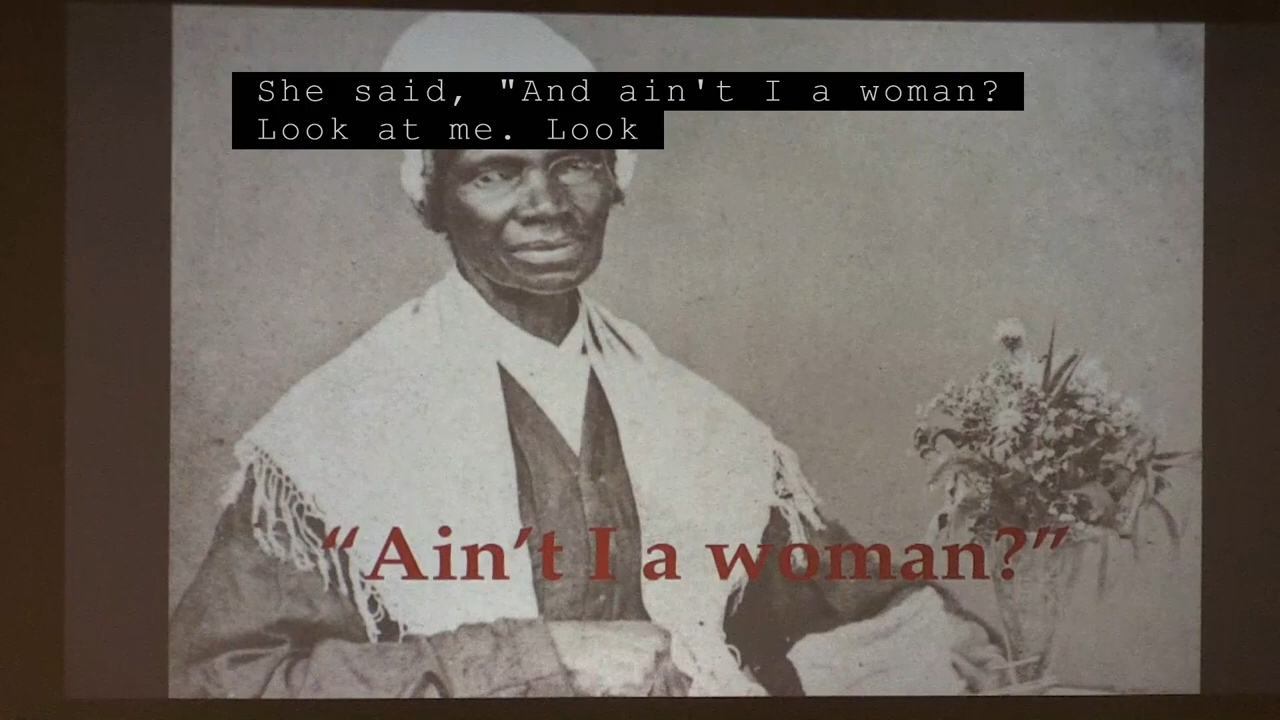 She said, "And ain't I a woman?
Look at me. Look
“Ain’t I a woman?”